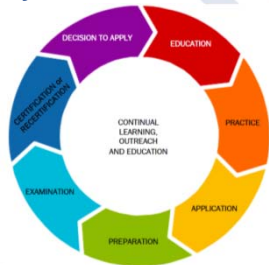 DECISION TO APPLY
EDUCATION
PRACTICE
APPLICATION
PREPARATION
EXAMINATION
CERTIFICATION or
RECERTIFICATION
CONTINUAL
LEARNING,
OUTREACH
AND EDUCATION